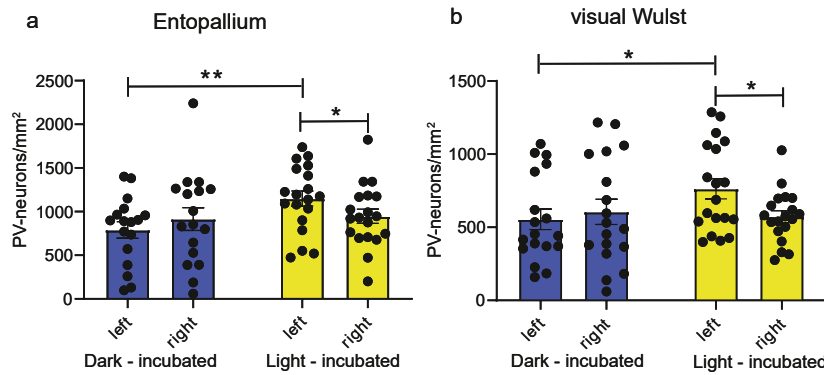 a
Entopallium
PV-neurons/mm²
2500
2000
1500
1000
500
0
**
*
left
right
left
right
Dark - incubated
Light - incubated
b
visual Wulst
PV-neurons/mm²
1500
1000
500
0
*
*
left
right
left
right
Dark - incubated
Light - incubated